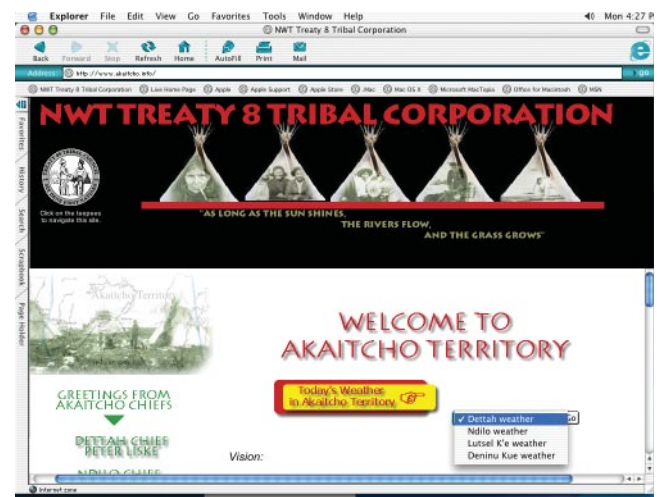 Explorer File Edit View Go Favorites Tools Window Help
Mon 4:27 P
NWT Treaty & Tribal Corporation
Back Forward Stop Refresh Home AutoFill Print Mail
Address: http://www.akaitcho.info/ go
NWT Treaty 8 Tribal Corporation Live Home Page Apple Apple Support Apple Store .Mac Mac OS X Microsoft MacTopia Office for Macintosh MSN
Favorites
History
Search
Scrapbook
Page Holder
NWT TREATY 8 TRIBAL CORPORATION
Click on the teepees
to navigate this site.
"AS LONG AS THE SUN SHINES,
THE RIVERS FLOW,
AND THE GRASS GROWS"
Akaitcho Territory
WELCOME TO
AKAITCHO TERRITORY
Today's Weather
in Akaitcho Territory
GREETINGS FROM
AKAITCHO CHIEFS
DETTAH CHIEF
PETER LISKE
NDILO CHIEF
✓ Dettah weather
Ndilo weather
Lutsel K'e weather
Deninu Kue weather
GO
Vision:
Internet zone